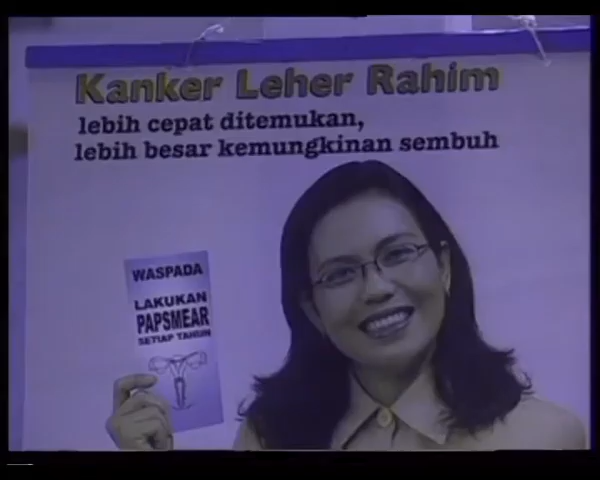 Kanker Leher Rahim
lebih cepat ditemukan,
lebih besar kemungkinan sembuh
WASPADA
LAKUKAN
PAPSMEAR
SETIAP TAHUN